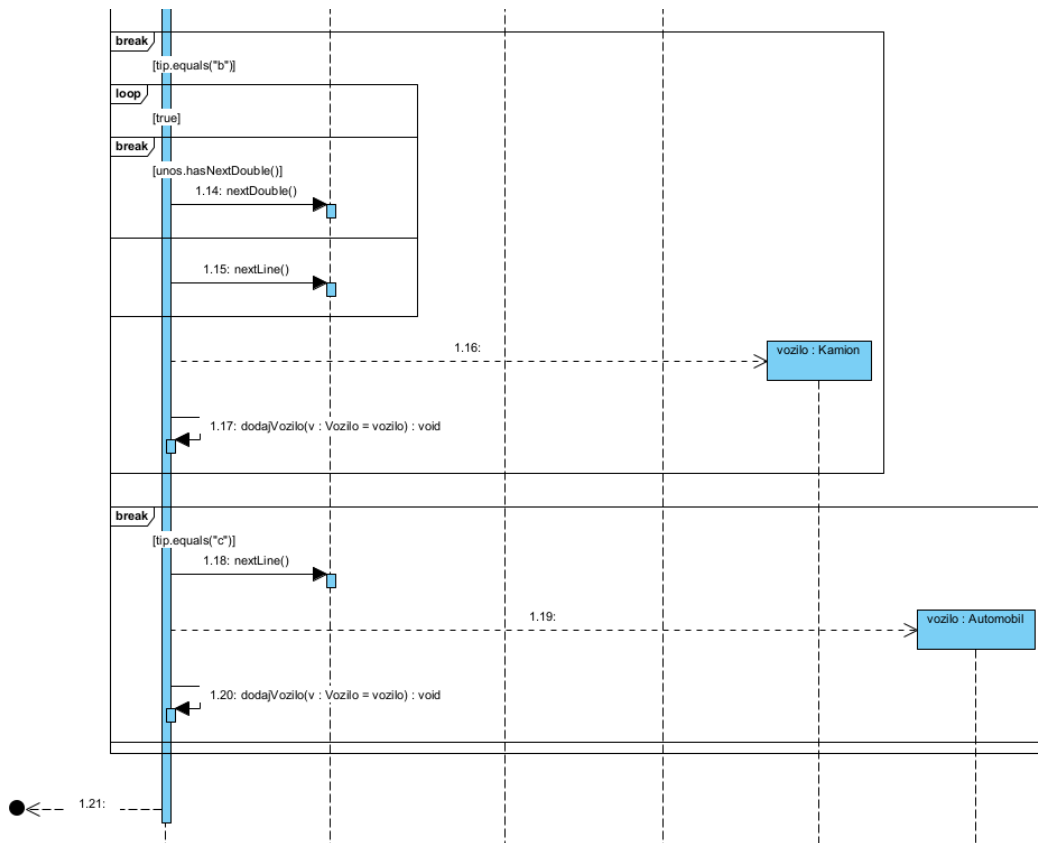 break
[tip.equals("b")]
loop
[true]
break
[unos.hasNextDouble()]
1.14: nextDouble()
1.15: nextLine()
1.16:
vozilo : Kamion
1.17: dodajVozilo(v : Vozilo = vozilo) : void
break
[tip.equals("c")]
1.18: nextLine()
1.19:
vozilo : Automobil
1.20: dodajVozilo(v : Vozilo = vozilo) : void
1.21: